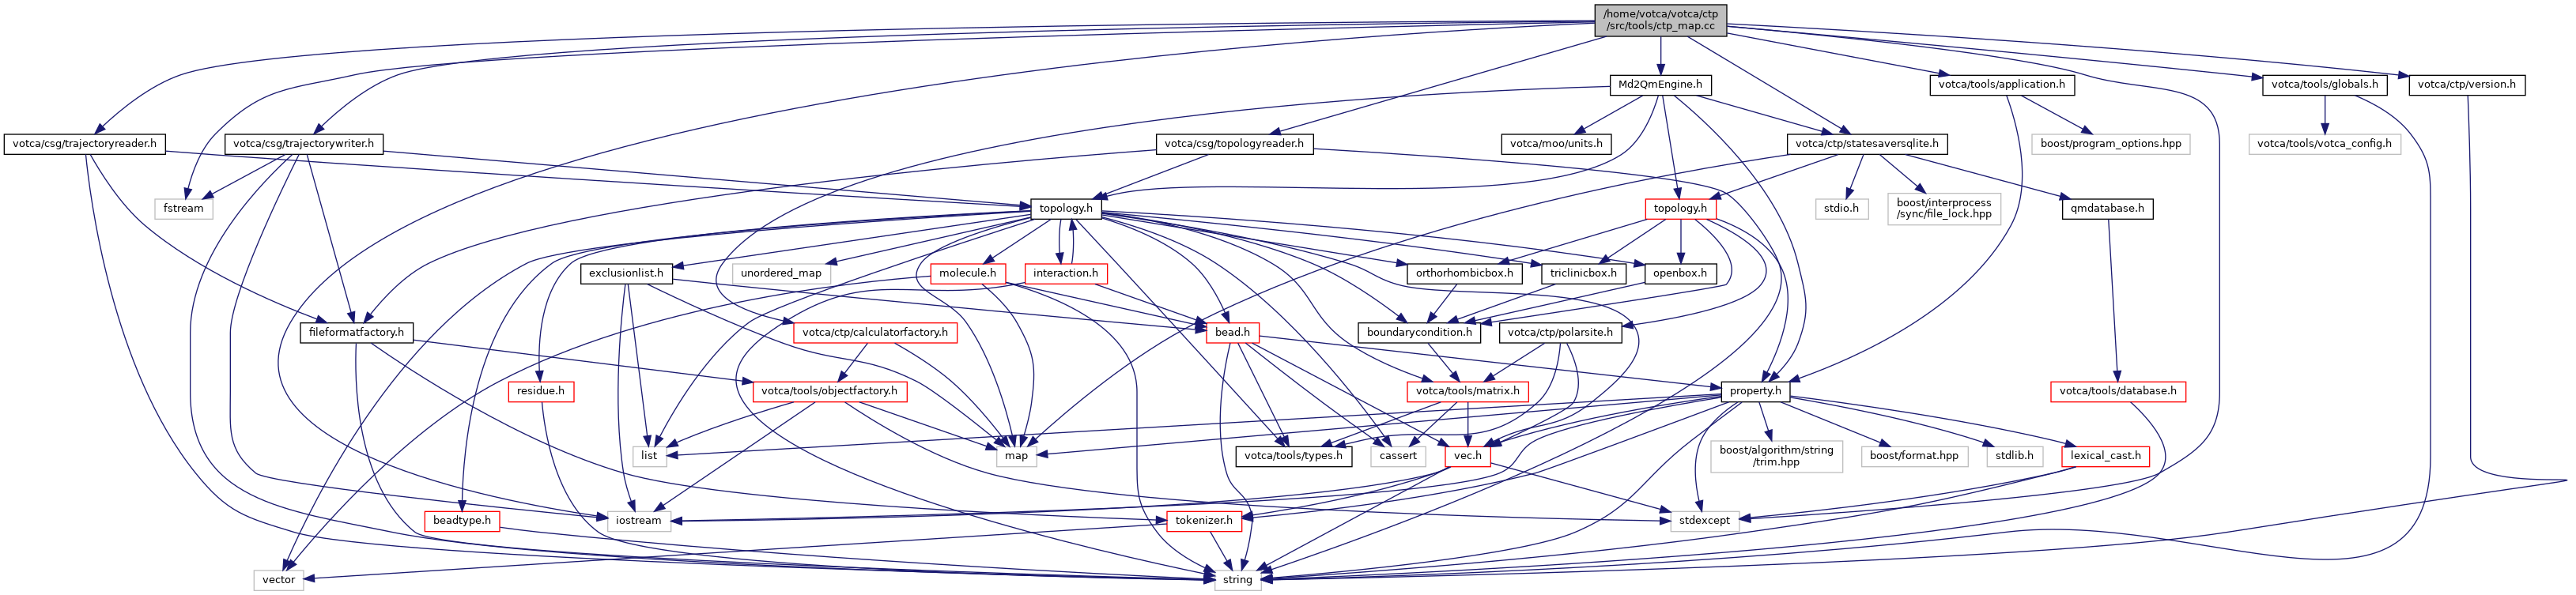 /home/votca/votca/ctp
/src/tools/ctp_map.cc
Md2QmEngine.h
votca/tools/application.h
votca/tools/globals.h
votca/ctp/version.h
votca/csg/trajectoryreader.h
votca/csg/trajectorywriter.h
votca/csg/topologyreader.h
votca/moo/units.h
votca/ctp/statesaversqlite.h
boost/program_options.hpp
votca/tools/votca_config.h
fstream
topology.h
topology.h
stdio.h
boost/interprocess
/sync/file_lock.hpp
qmdatabase.h
exclusionlist.h
unordered_map
molecule.h
interaction.h
orthorhombicbox.h
triclinicbox.h
openbox.h
fileformatfactory.h
votca/ctp/calculatorfactory.h
bead.h
boundarycondition.h
votca/ctp/polarsite.h
residue.h
votca/tools/objectfactory.h
votca/tools/matrix.h
property.h
votca/tools/database.h
list
map
votca/tools/types.h
cassert
vec.h
boost/algorithm/string
/trim.hpp
boost/format.hpp
stdlib.h
lexical_cast.h
beadtype.h
iostream
tokenizer.h
stdexcept
vector
string